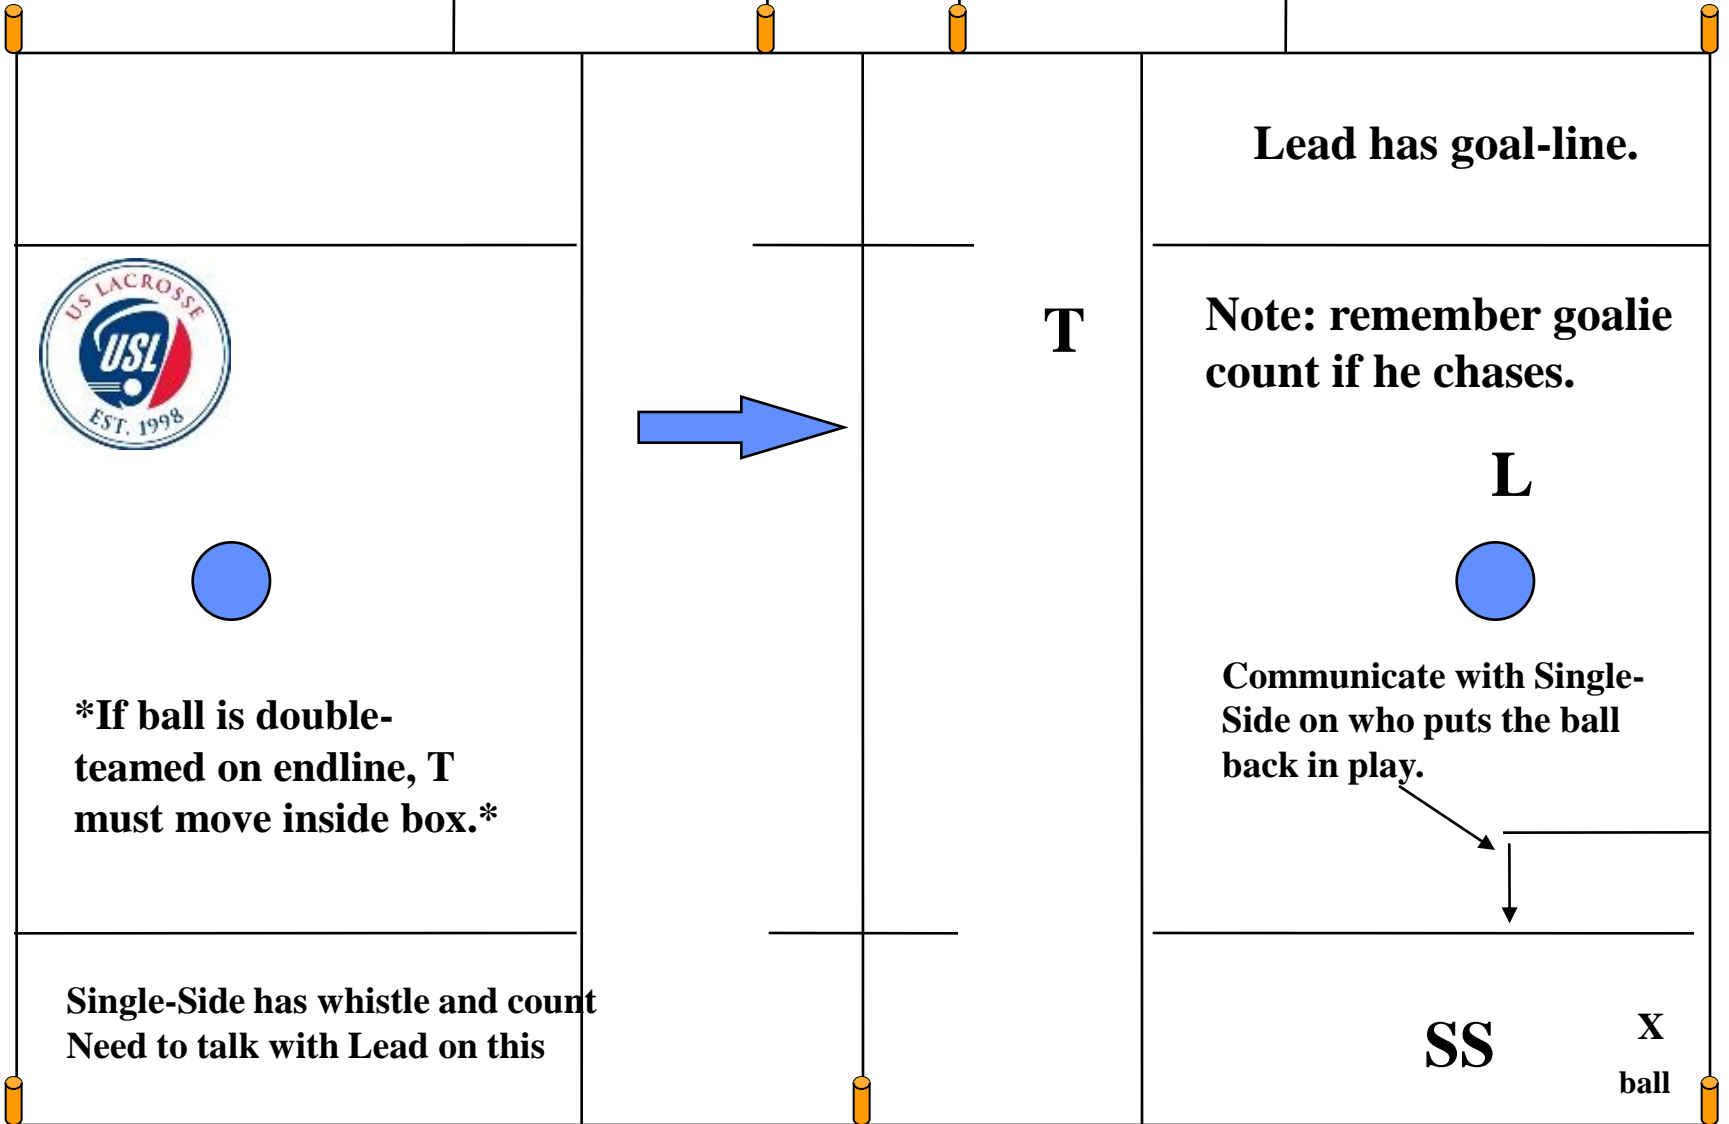 Lead has goal-line.
US LACROSSE
USL
EST. 1998
T
Note: remember goalie
count if he chases.
L
*If ball is double-
teamed on endline, T
must move inside box.*
Communicate with Single-
Side on who puts the ball
back in play.
Single-Side has whistle and count
Need to talk with Lead on this
SS
X
ball